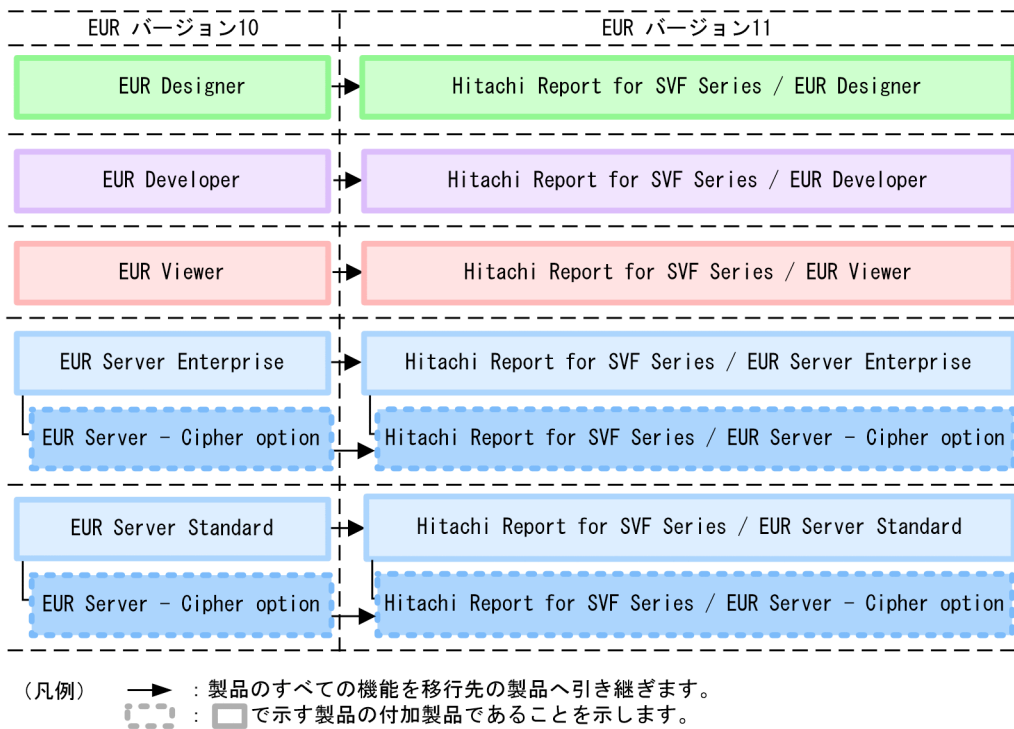 EUR バージョン10
EUR バージョン11
EUR Designer
Hitachi Report for SVF Series / EUR Designer
EUR Developer
Hitachi Report for SVF Series / EUR Developer
EUR Viewer
Hitachi Report for SVF Series / EUR Viewer
EUR Server Enterprise
Hitachi Report for SVF Series / EUR Server Enterprise
EUR Server − Cipher option
Hitachi Report for SVF Series / EUR Server − Cipher option
EUR Server Standard
Hitachi Report for SVF Series / EUR Server Standard
EUR Server − Cipher option
Hitachi Report for SVF Series / EUR Server − Cipher option
（凡例） ：製品のすべての機能を移行先の製品へ引き継ぎます。
： で示す製品の付加製品であることを示します。